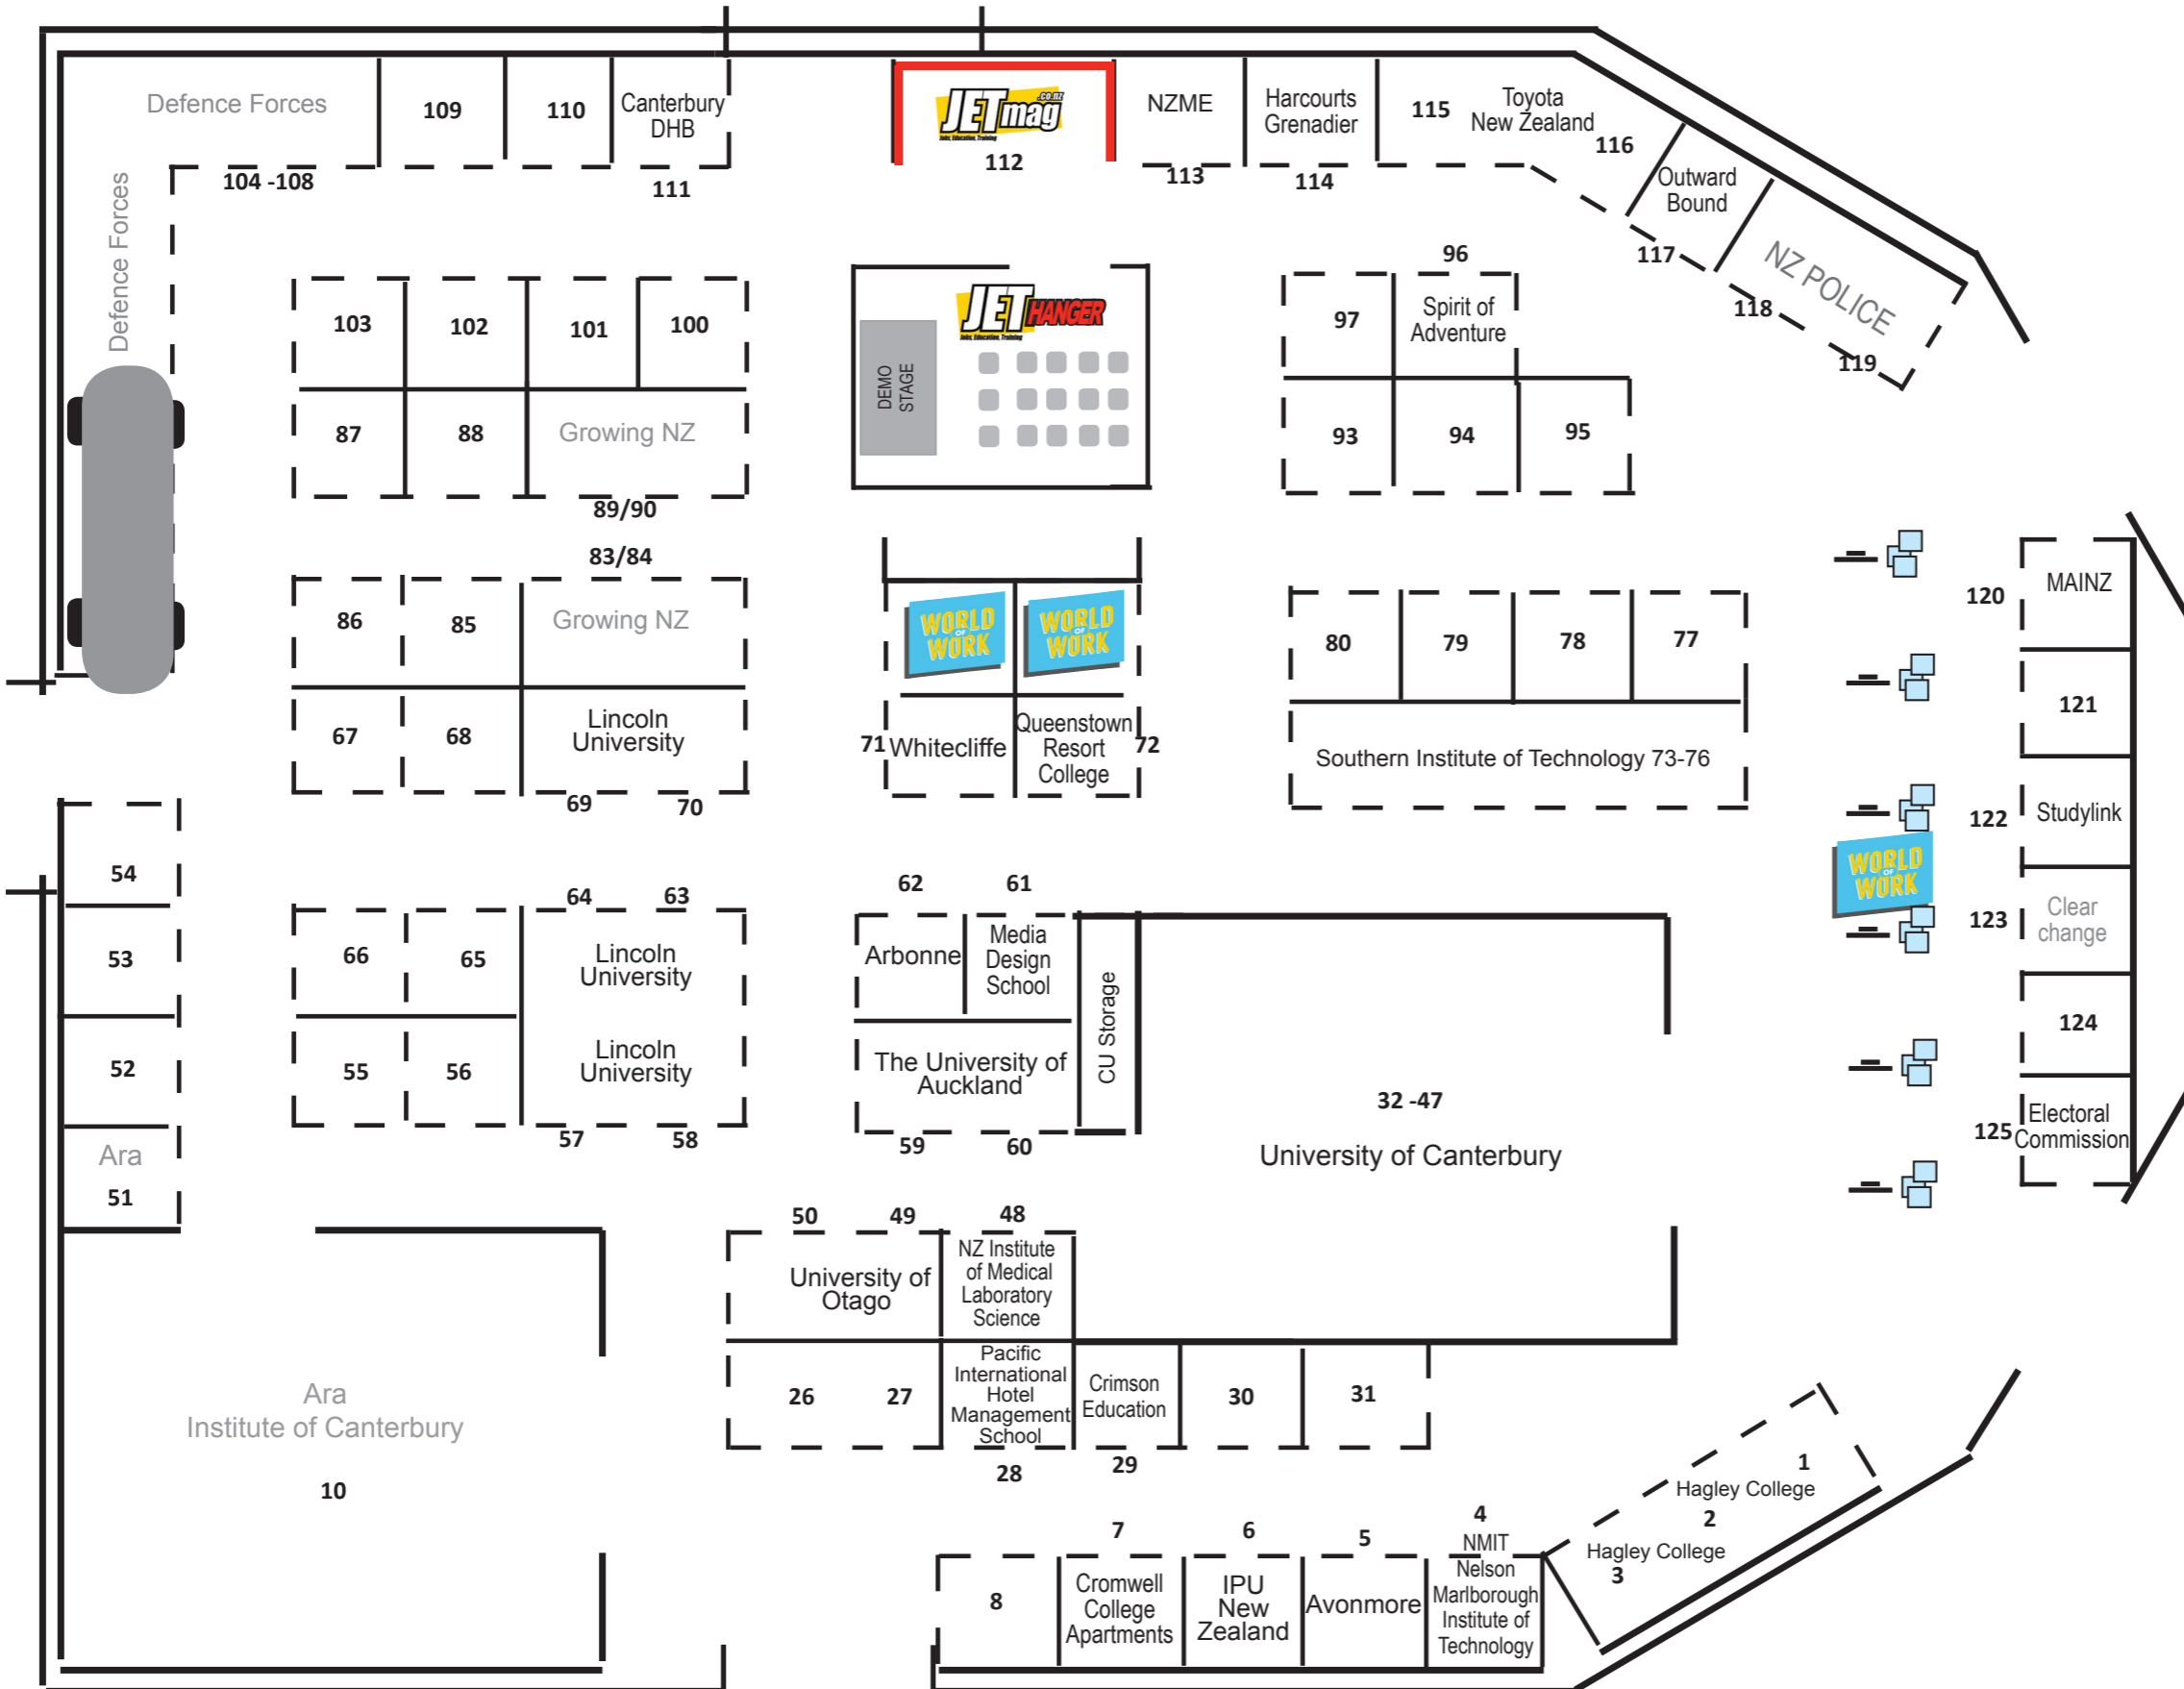 Defence Forces
109
110
Canterbury
DHB
JETmag
.co.nz
Jobs, Education, Training
112
NZME
Harcourts
Grenadier
115
Toyota
New Zealand
116
104 -108
111
113
114
Outward
Bound
117
NZ POLICE
118
119
Defence Forces
103
102
101
100
JET HANGER
Jobs, Education, Training
DEMO
STAGE
96
97
Spirit of
Adventure
87
88
Growing NZ
93
94
95
89/90
83/84
86
85
Growing NZ
WORLD
OF
WORK
WORLD
OF
WORK
80
79
78
77
120
MAINZ
121
67
68
Lincoln
University
69
70
71
Whitecliffe
Queenstown
Resort
College
72
Southern Institute of Technology 73-76
122
Studylink
WORLD
OF
WORK
123
Clear
change
124
125
Electoral
Commission
54
53
52
Ara
51
64
63
66
65
Lincoln
University
55
56
Lincoln
University
57
58
62
61
Arbonne
Media
Design
School
CU Storage
The University of
Auckland
59
60
32 -47
University of Canterbury
50
49
48
University of
Otago
NZ Institute
of Medical
Laboratory
Science
26
27
Pacific
International
Hotel
Management
School
28
Crimson
Education
29
30
31
Ara
Institute of Canterbury
10
1
Hagley College
2
Hagley College
3
4
NMIT
Nelson
Marlborough
Institute of
Technology
5
Avonmore
6
IPU
New
Zealand
7
Cromwell
College
Apartments
8